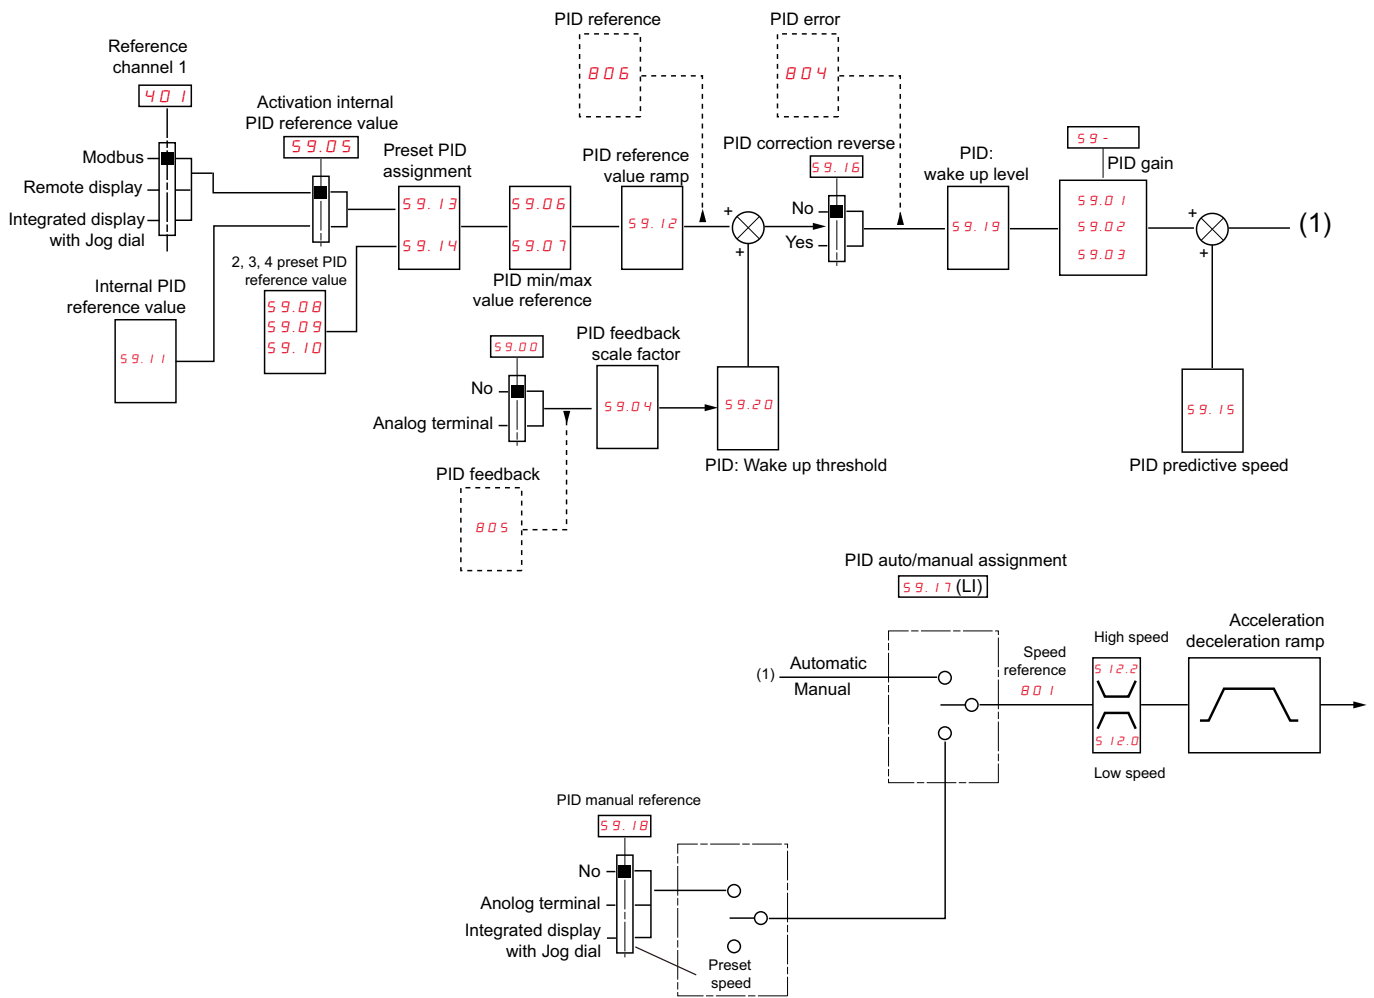 PID reference
806
PID error
804
Reference
channel 1
401
Modbus
Remote display
Integrated display
with Jog dial
Activation internal
PID reference value
59.05
Internal PID
reference value
59.11
2, 3, 4 preset PID
reference value
59.08
59.09
59.10
Preset PID
assignment
59.13
59.14
59.06
59.07
PID min/max
value reference
PID reference
value ramp
59.12
+
+
PID correction reverse
59.16
No
Yes
PID:
wake up level
59.19
59-
PID gain
59.01
59.02
59.03
+
+
(1)
59.15
PID predictive speed
59.00
No
Analog terminal
PID feedback
805
PID feedback
scale factor
59.04
59.20
PID: Wake up threshold
PID auto/manual assignment
59.17 (LI)
(1)
Automatic
Manual
Speed
reference
801
High speed
512.2
512.0
Low speed
Acceleration
deceleration ramp
PID manual reference
59.18
No
Anolog terminal
Integrated display
with Jog dial
Preset
speed